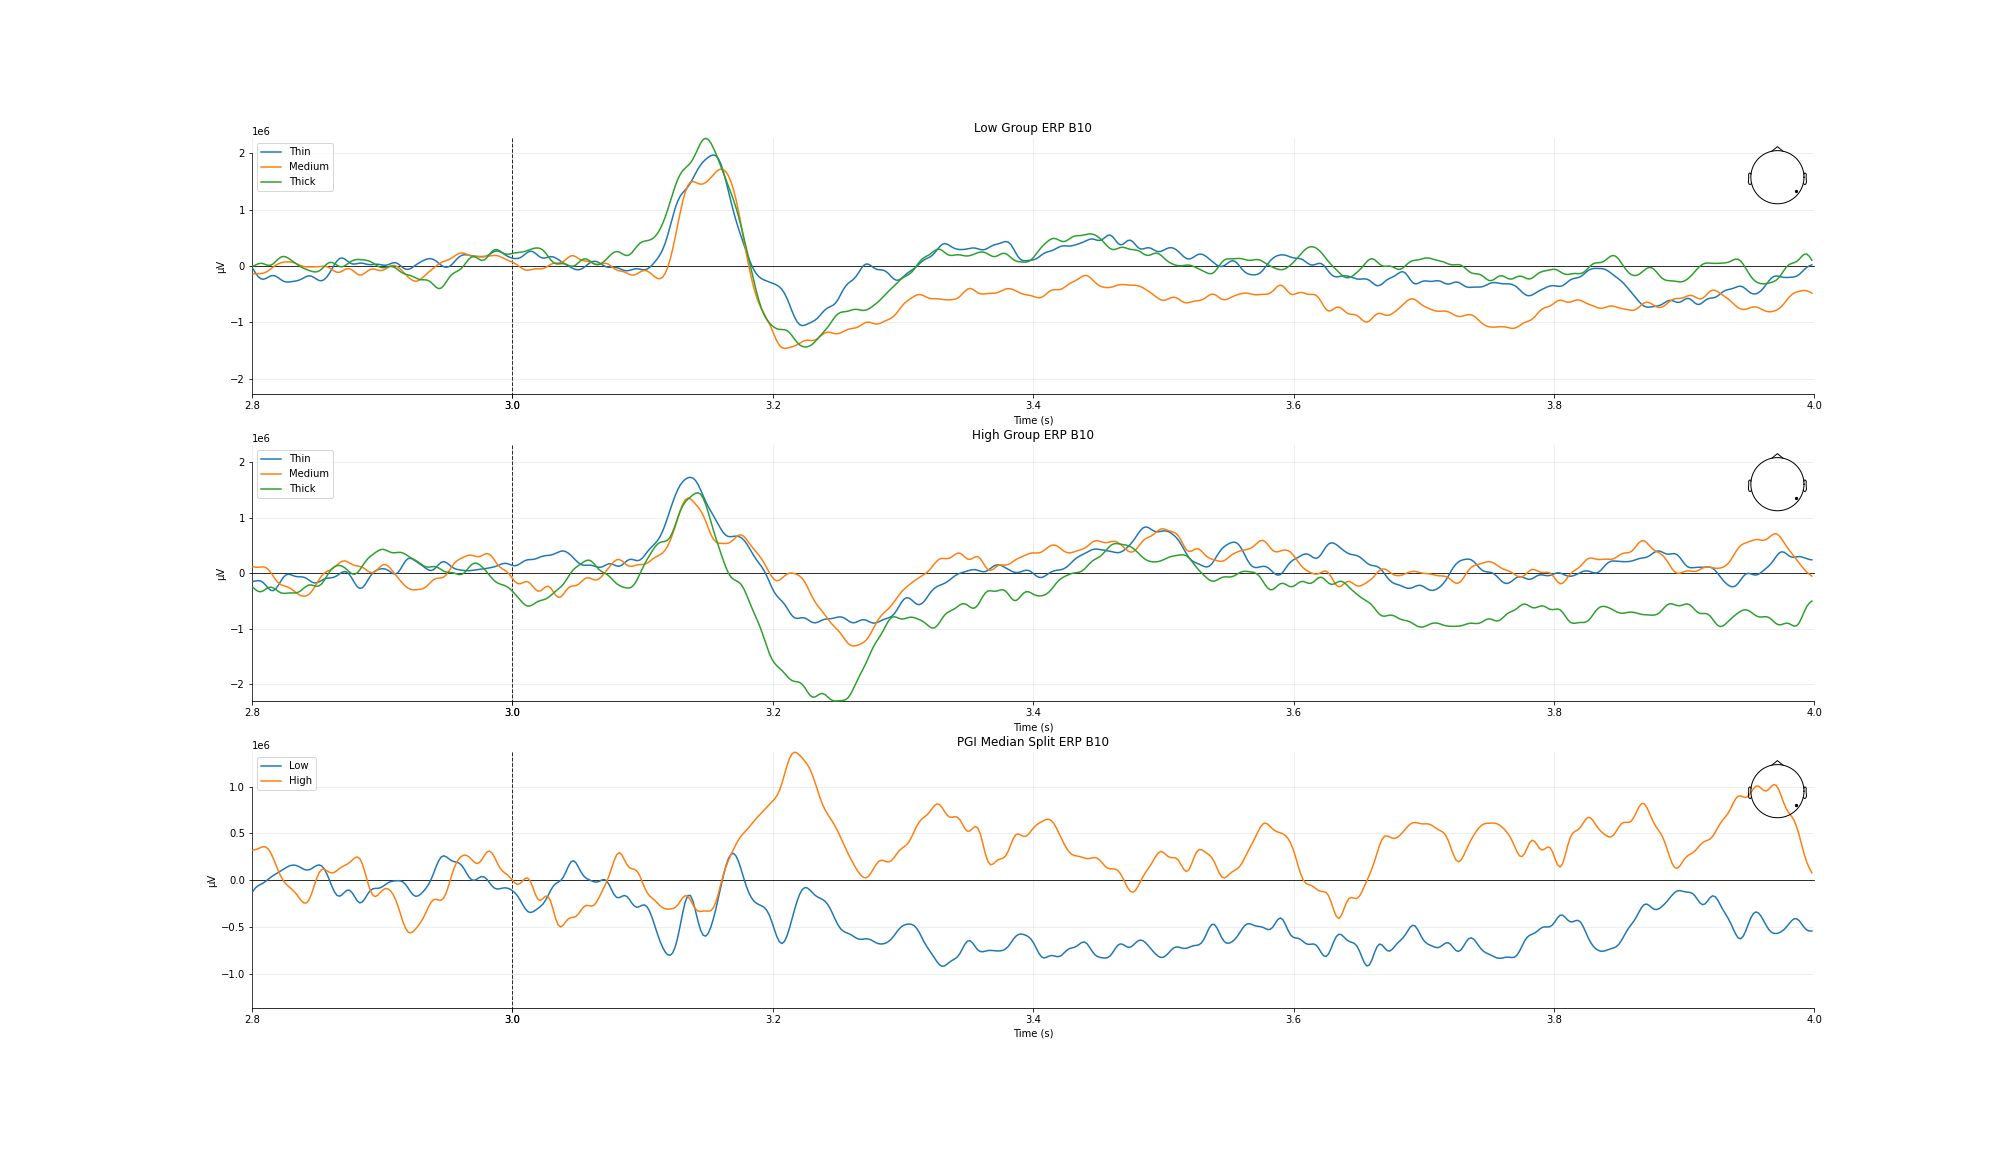 Low Group ERP B10
1e6
Thin
Medium
Thick
2
1
0
−1
−2
µV
2.8 3.0 3.2 3.4 3.6 3.8 4.0
Time (s)
High Group ERP B10
1e6
Thin
Medium
Thick
2
1
0
−1
−2
µV
2.8 3.0 3.2 3.4 3.6 3.8 4.0
Time (s)
PGI Median Split ERP B10
1e6
Low
High
1.0
0.5
0.0
−0.5
−1.0
µV
2.8 3.0 3.2 3.4 3.6 3.8 4.0
Time (s)